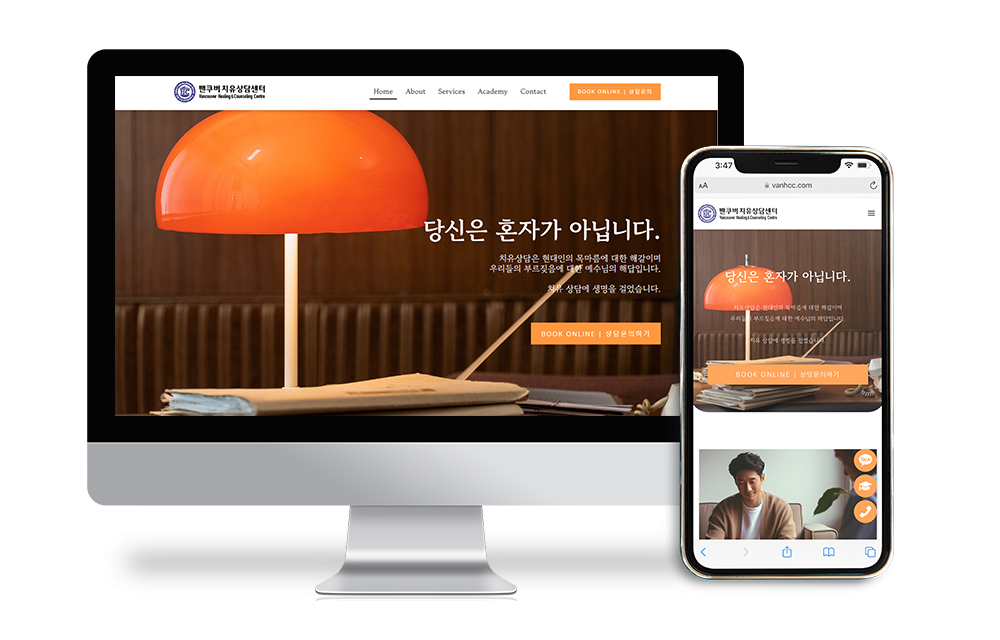 밴쿠버 치유상담센터
Vancouver Healing & Counseling Centre
Home About Services Academy Contact
BOOK ONLINE | 상담문의
당신은 혼자가 아닙니다.
치유상담은 현대인의 목마름에 대한 해갈이며
우리들의 부르짖음에 대한 예수님의 해답입니다.
치유 상담에 생명을 걸었습니다.
BOOK ONLINE | 상담문의하기
3:47
AA vanhcc.com
밴쿠버 치유상담센터
Vancouver Healing & Counseling Centre
당신은 혼자가 아닙니다.
치유상담은 현대인의 목마름에 대한 해갈이며
우리들의 부르짖음에 대한 예수님의 해답입니다.
치유 상담에 생명을 걸었습니다.
BOOK ONLINE | 상담문의하기
TALK